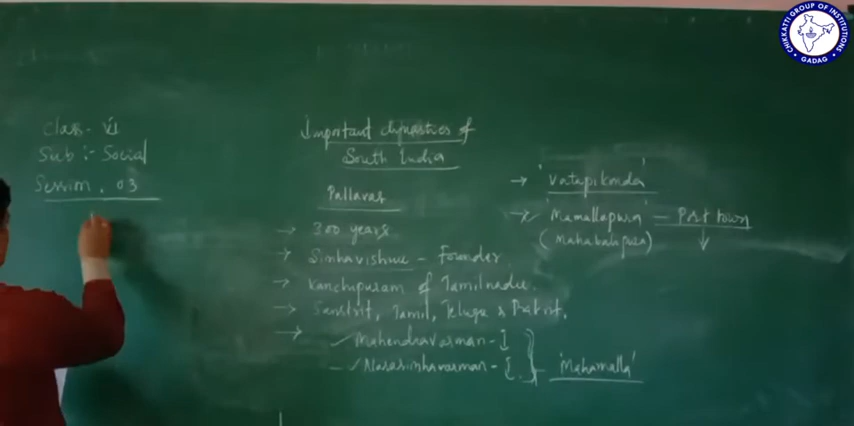 CHIKKATTI GROUP OF INSTITUTIONS
GADAG
Class - VI
Sub :- Social
Session . 03
Important dynasties of
South India
Pallavas
→ 300 years
→ Sinhavishnu - Founder
→ Kanchipuram of Tamilnadu.
→ Sanskrit, Tamil, Telugu & Prakrit.
→ ✓ Mahendravarman - I
- ✓ Narasimhavarman - I. - 'Mahamalla'
→ 'Vatapikonda'
→ ✓ 'Mamallapura' - Port town
(Mahabalipura) ↓